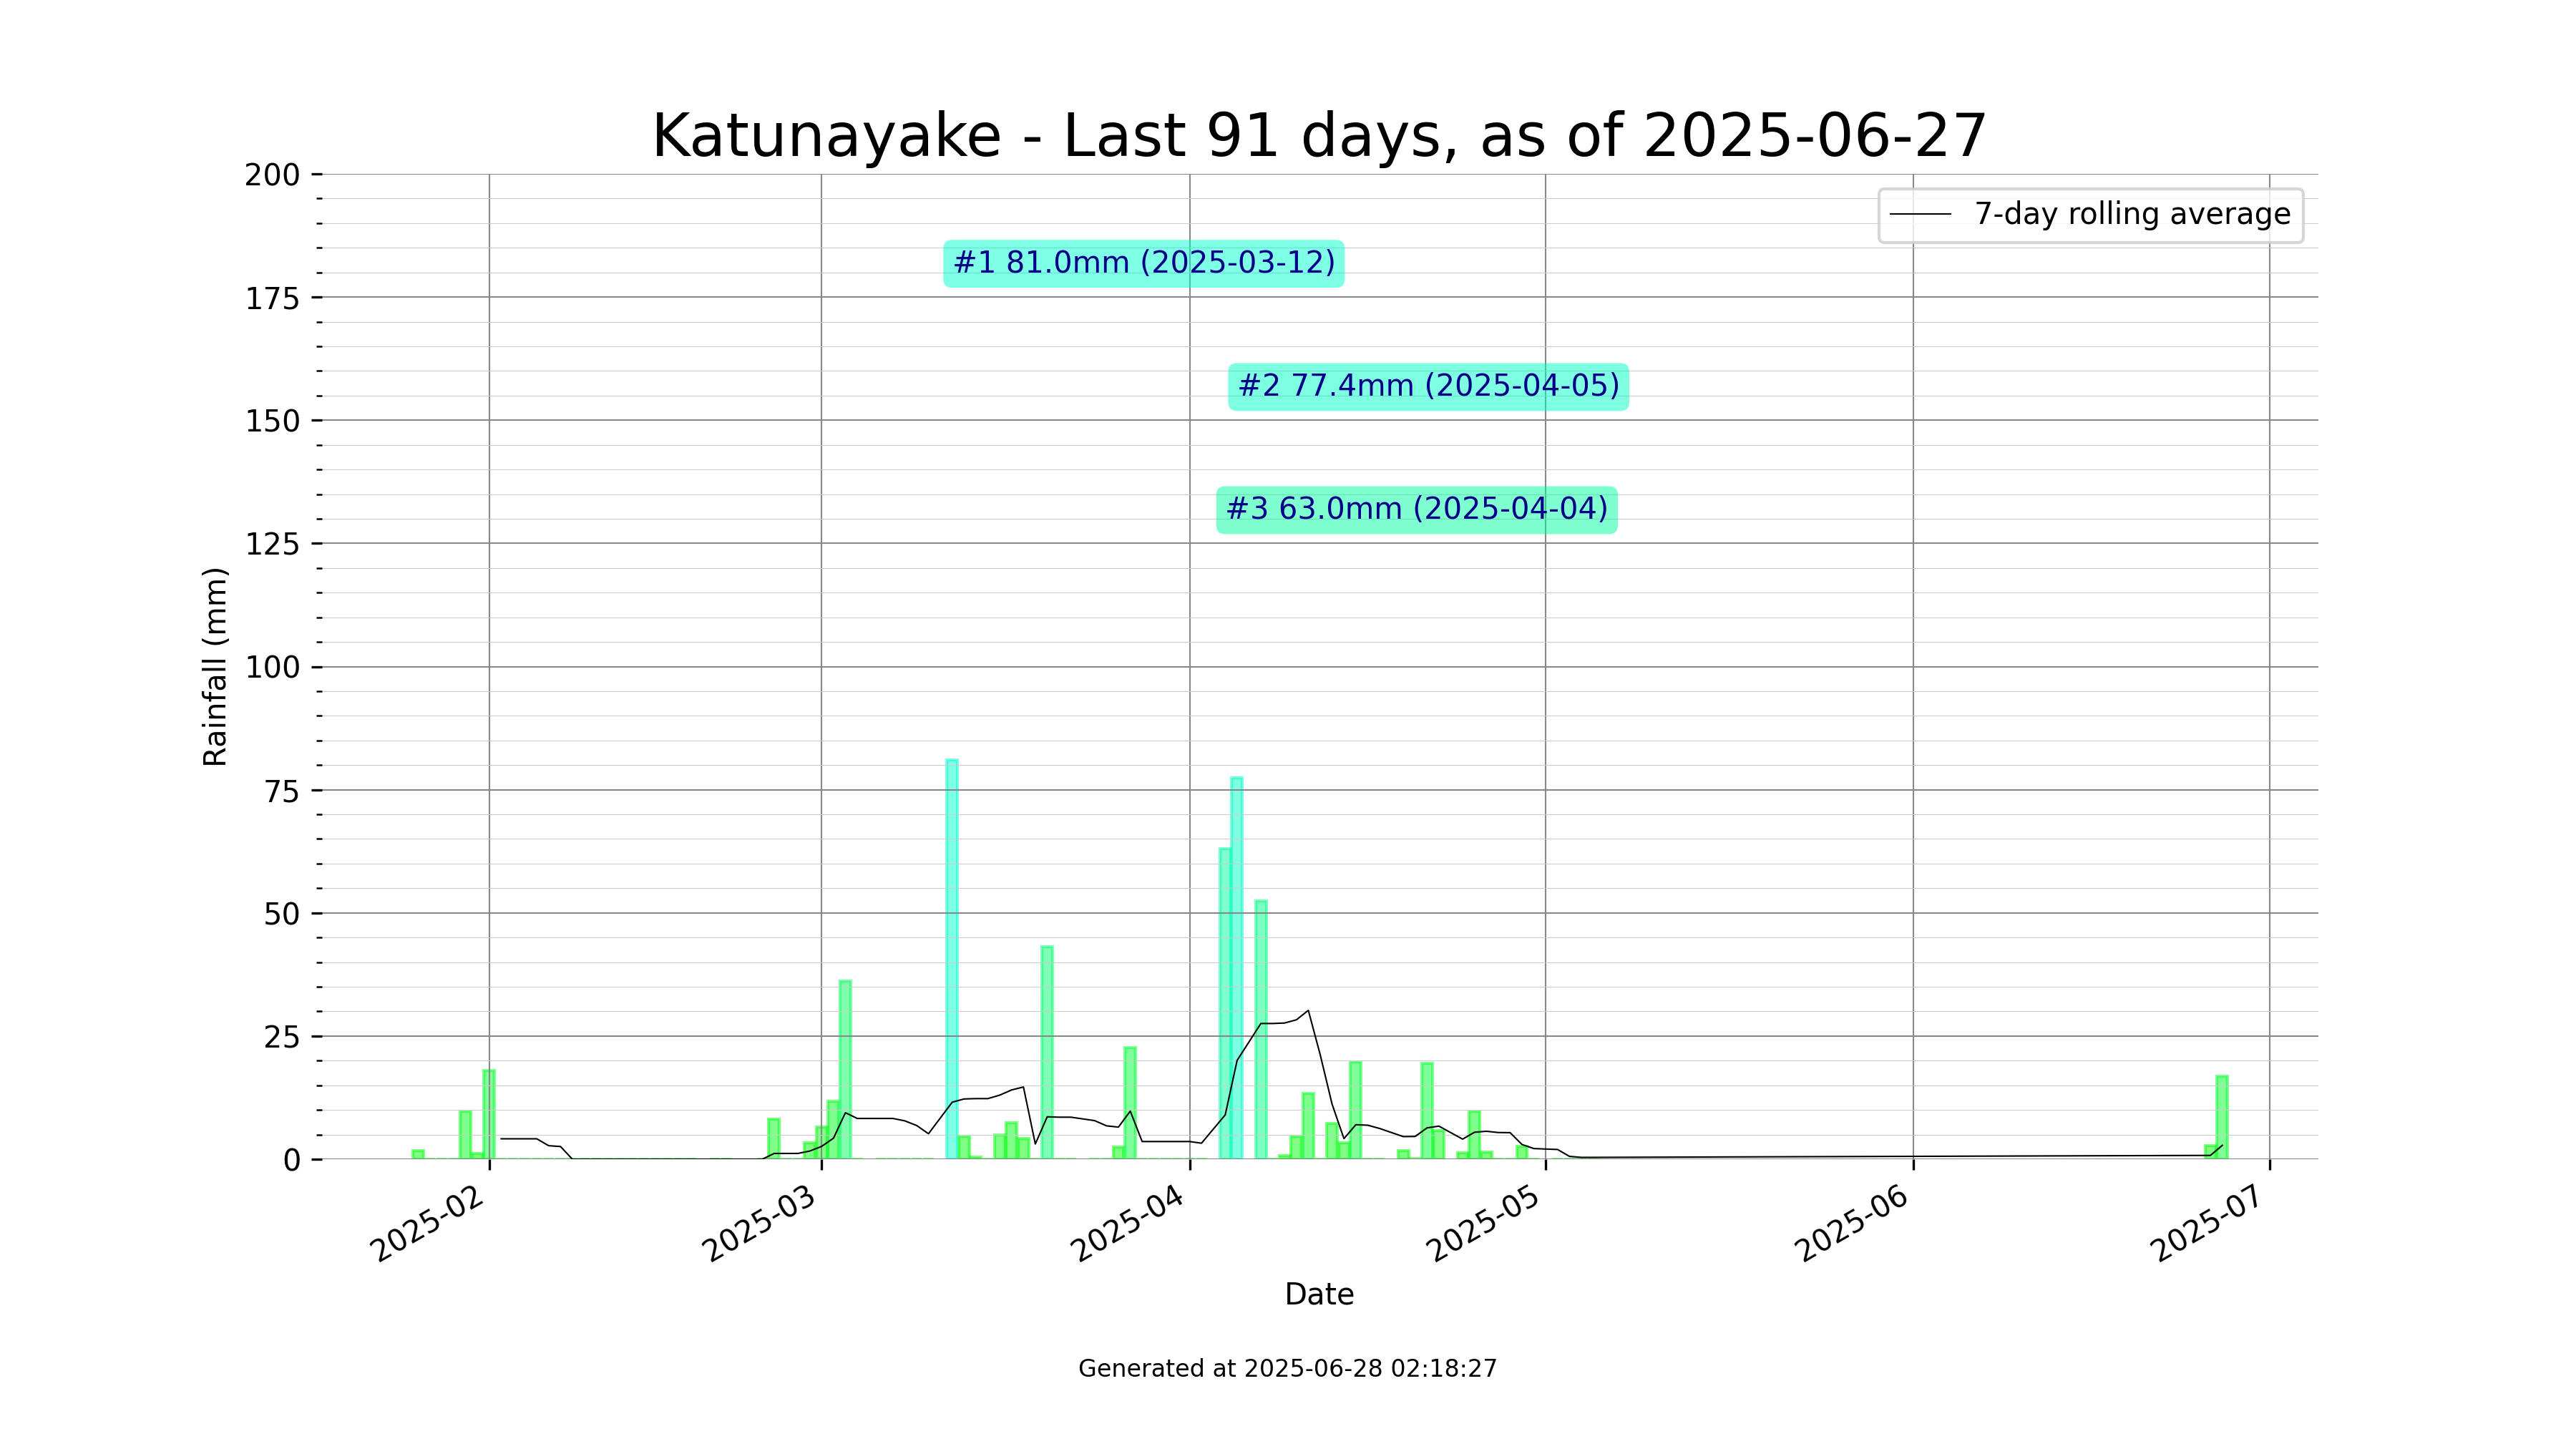 Katunayake - Last 91 days, as of 2025-06-27
200
175
150
125
100
75
50
25
0
Rainfall (mm)
7-day rolling average
#1 81.0mm (2025-03-12)
#2 77.4mm (2025-04-05)
#3 63.0mm (2025-04-04)
2025-02
2025-03
2025-04
2025-05
2025-06
2025-07
Date
Generated at 2025-06-28 02:18:27